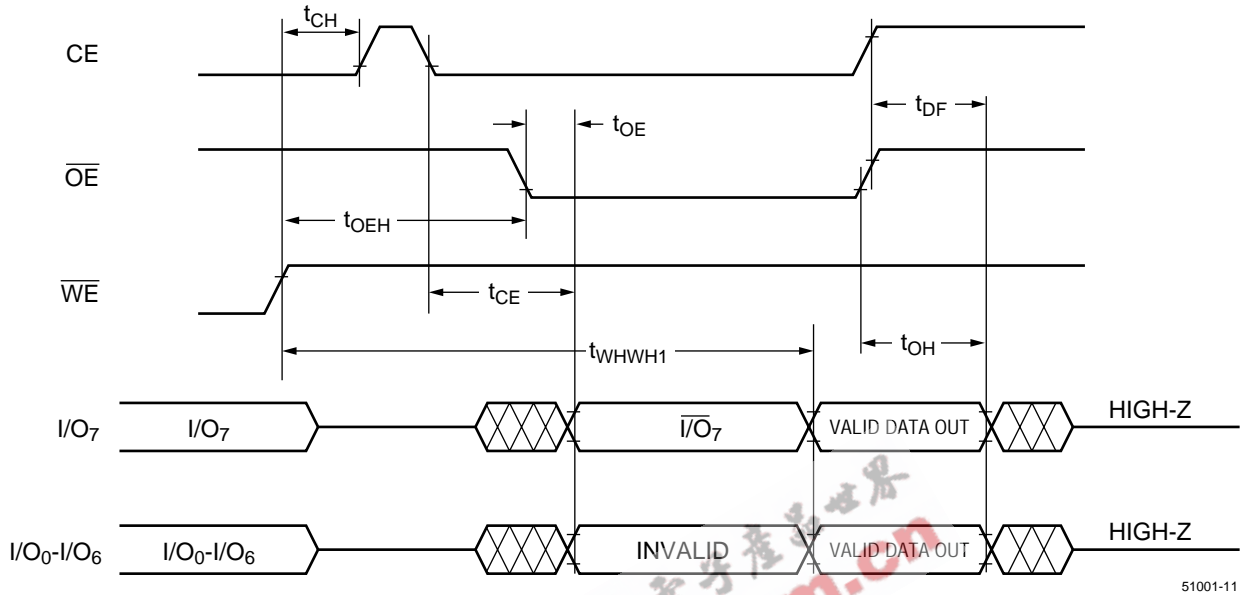 tCH
CE
tDF
tOE
OE
tOEH
WE
tCE
tWHWH1
tOH
I/O7
I/O7
I/O7
VALID DATA OUT
HIGH-Z
I/O0-I/O6
I/O0-I/O6
INVALID
VALID DATA OUT
HIGH-Z
51001-11